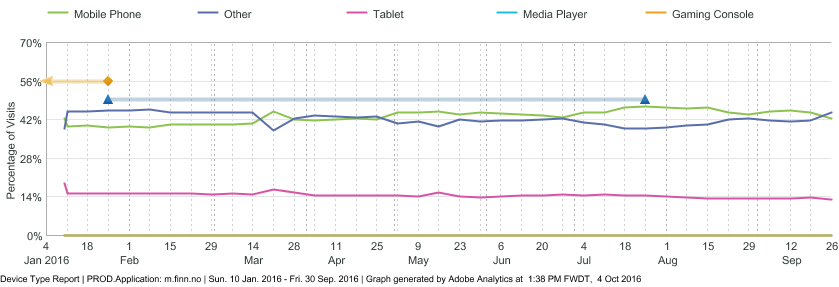 Mobile Phone Other Tablet Media Player Gaming Console
70%
56%
42%
28%
14%
0%
Percentage of Visits
4 18 1 15 29 14 28 11 25 9 23 6 20 4 18 1 15 29 12 26
Jan 2016 Feb Mar Apr May Jun Jul Aug Sep
Device Type Report | PROD.Application: m.finn.no | Sun. 10 Jan. 2016 - Fri. 30 Sep. 2016 | Graph generated by Adobe Analytics at 1:38 PM FWDT, 4 Oct 2016